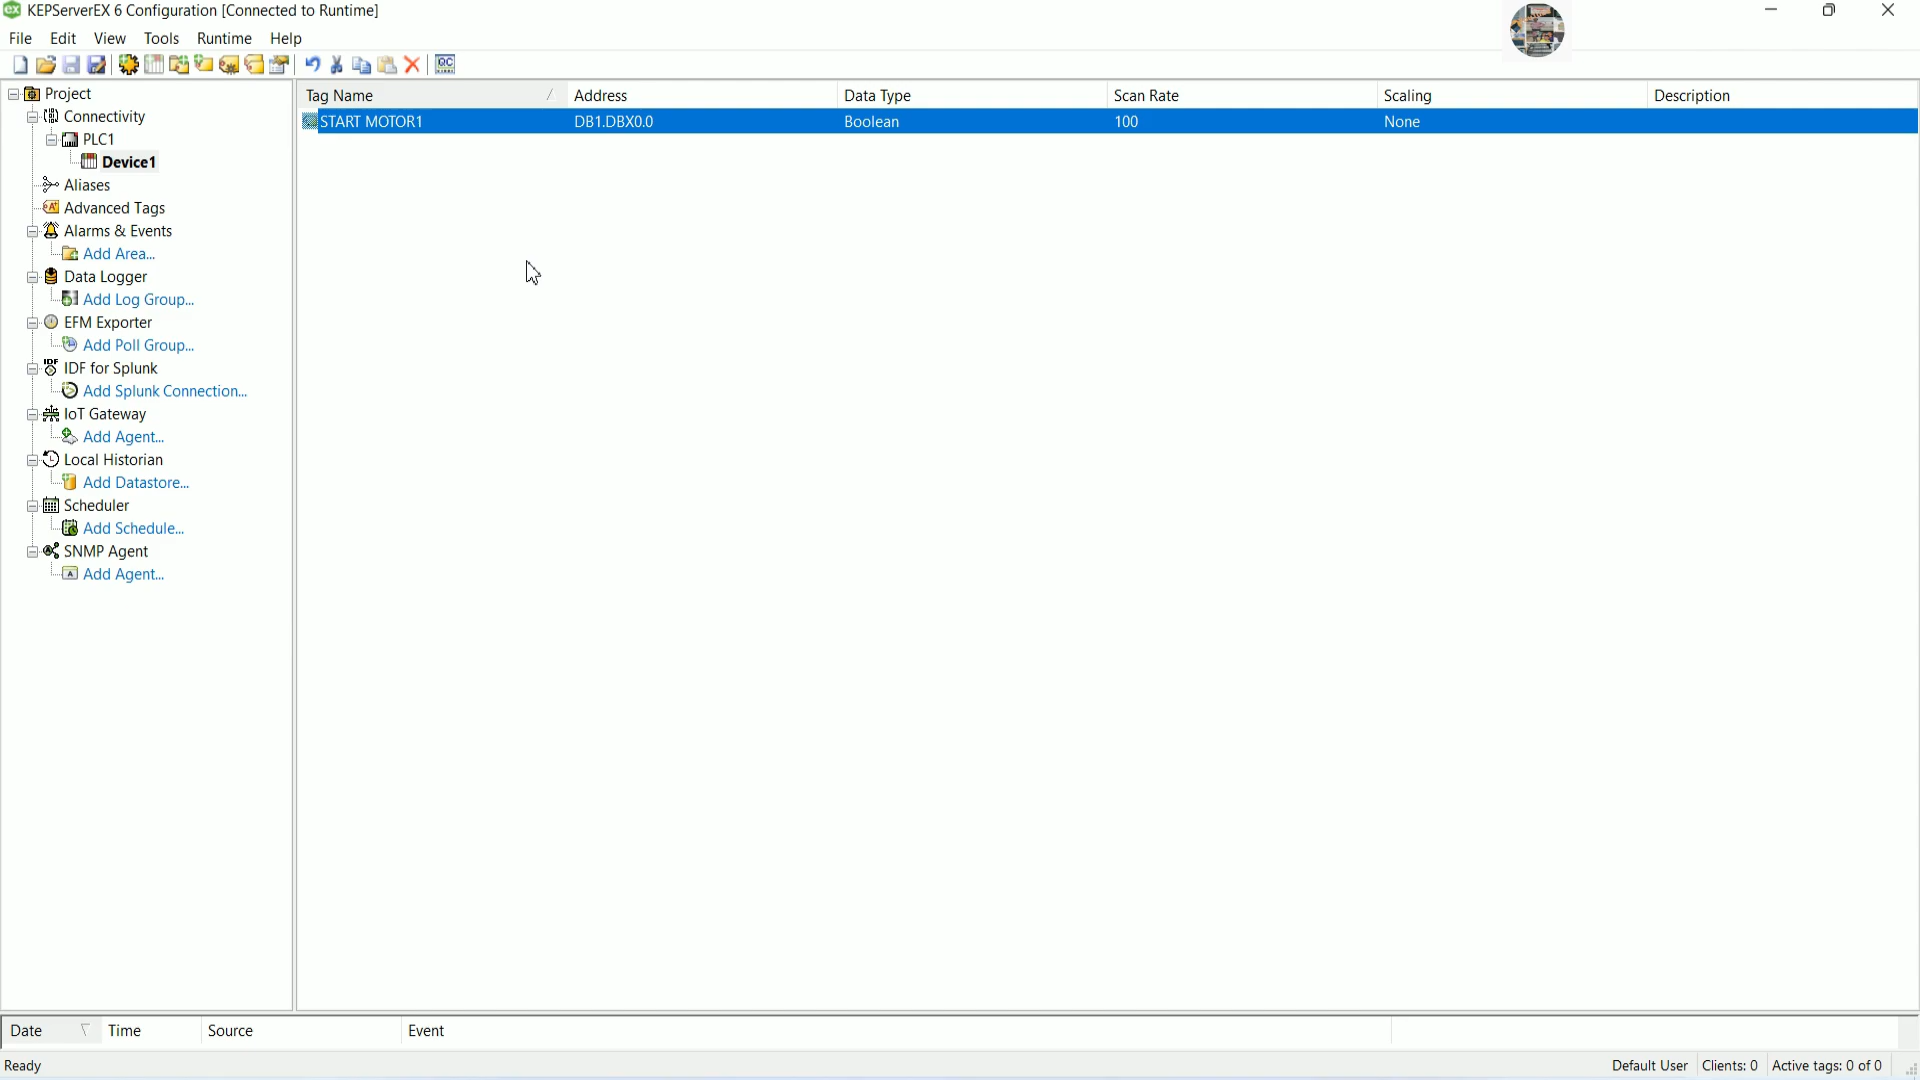 KEPServerEX 6 Configuration [Connected to Runtime]
File Edit View Tools Runtime Help
Project
Connectivity
PLC1
Device1
Aliases
Advanced Tags
Alarms & Events
Add Area...
Data Logger
Add Log Group...
EFM Exporter
Add Poll Group...
IDF for Splunk
Add Splunk Connection...
IoT Gateway
Add Agent...
Local Historian
Add Datastore...
Scheduler
Add Schedule...
SNMP Agent
Add Agent...
Tag Name Address Data Type Scan Rate Scaling Description
START MOTOR1 DB1.DBX0.0 Boolean 100 None
Date Time Source Event
Ready Default User Clients: 0 Active tags: 0 of 0